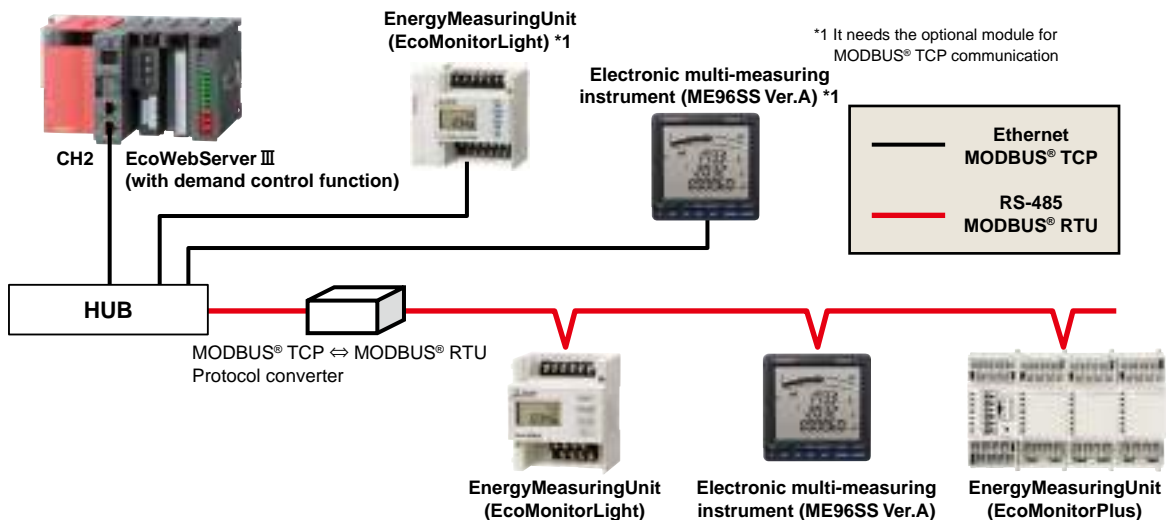 EnergyMeasuringUnit
(EcoMonitorLight) *1
*1 It needs the optional module for
MODBUS® TCP communication
Electronic multi-measuring
instrument (ME96SS Ver.A) *1
Ethernet
MODBUS® TCP
RS-485
MODBUS® RTU
CH2
EcoWebServer Ⅲ
(with demand control function)
HUB
MODBUS® TCP ⇔ MODBUS® RTU
Protocol converter
EnergyMeasuringUnit
(EcoMonitorLight)
Electronic multi-measuring
instrument (ME96SS Ver.A)
EnergyMeasuringUnit
(EcoMonitorPlus)